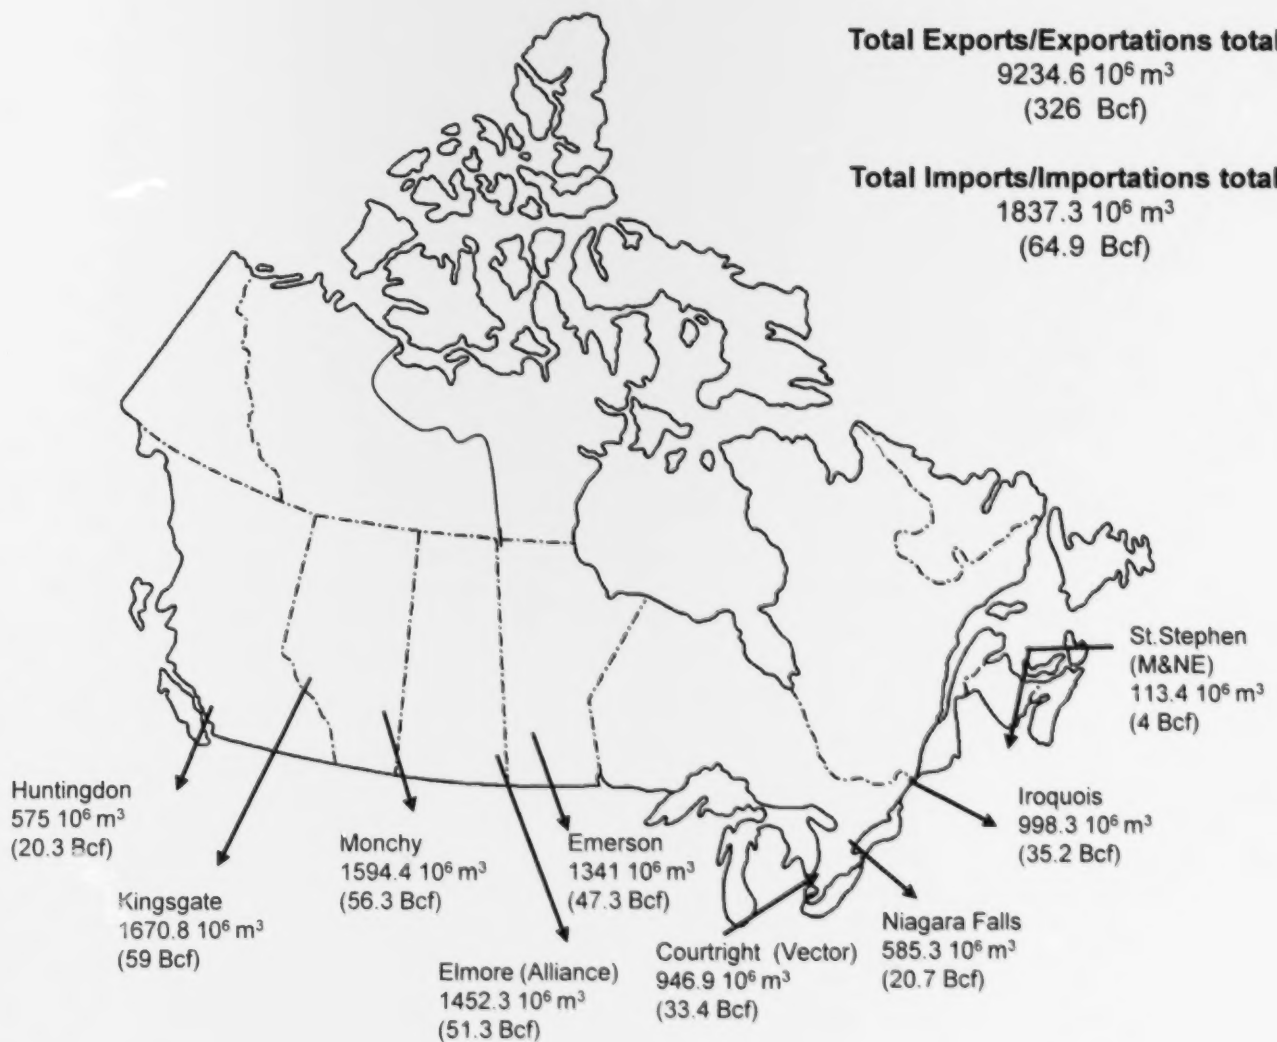 Total Exports/Exportations total
9234.6 10⁶ m³
(326 Bcf)
Total Imports/Importations total
1837.3 10⁶ m³
(64.9 Bcf)
St.Stephen
(M&NE)
113.4 10⁶ m³
(4 Bcf)
Huntingdon
575 10⁶ m³
(20.3 Bcf)
Kingsgate
1670.8 10⁶ m³
(59 Bcf)
Monchy
1594.4 10⁶ m³
(56.3 Bcf)
Elmore (Alliance)
1452.3 10⁶ m³
(51.3 Bcf)
Emerson
1341 10⁶ m³
(47.3 Bcf)
Courtright (Vector)
946.9 10⁶ m³
(33.4 Bcf)
Niagara Falls
585.3 10⁶ m³
(20.7 Bcf)
Iroquois
998.3 10⁶ m³
(35.2 Bcf)